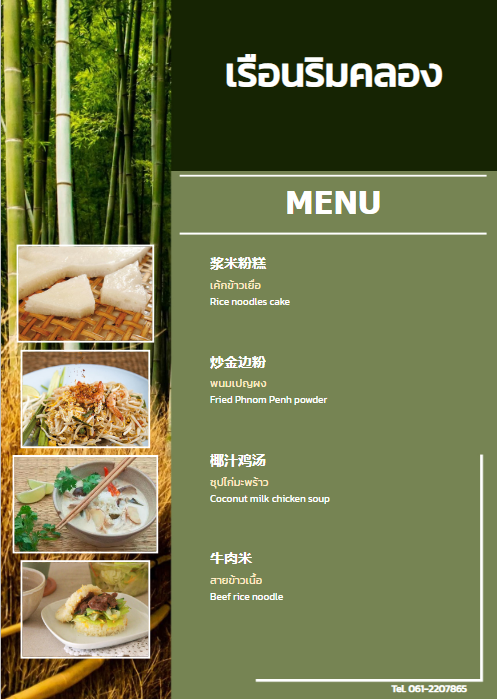 เรือนริมคลอง
MENU
浆米粉糕
เค้กข้าวเยื่อ
Rice noodles cake
炒金边粉
พนมเปญผง
Fried Phnom Penh powder
椰汁鸡汤
ซุปไก่มะพร้าว
Coconut milk chicken soup
牛肉米
สายข้าวเนื้อ
Beef rice noodle
Tel. 061-2207865